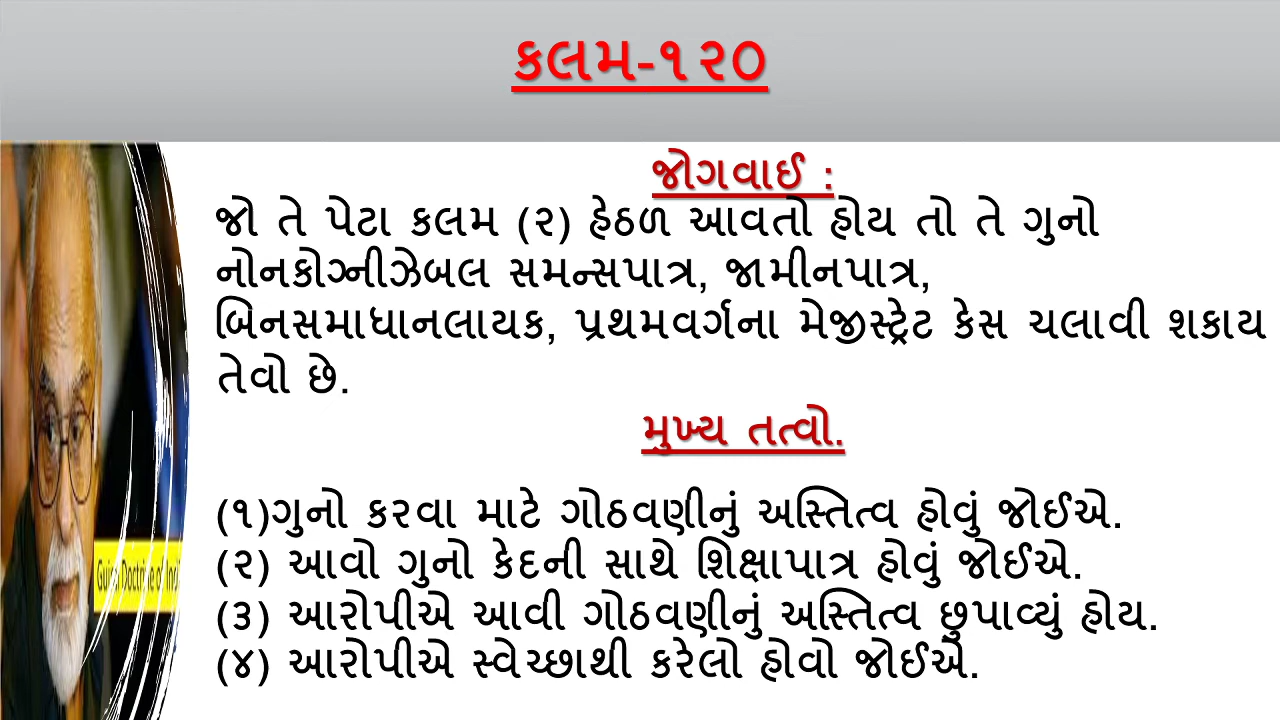 કલમ-૧૨૦
જોગવાઈ :
જો તે પેટા કલમ (૨) હેઠળ આવતો હોય તો તે ગુનો
નોનકોગ્નીઝેબલ સમન્સપાત્ર, જામીનપાત્ર,
બિનસમાધાનલાયક, પ્રથમવર્ગના મેજીસ્ટ્રેટ કેસ ચલાવી શકાય
તેવો છે.
મુખ્ય તત્વો.
(૧)ગુનો કરવા માટે ગોઠવણીનું અસ્તિત્વ હોવું જોઈએ.
(૨) આવો ગુનો કેદની સાથે શિક્ષાપાત્ર હોવું જોઈએ.
(૩) આરોપીએ આવી ગોઠવણીનું અસ્તિત્વ છુપાવ્યું હોય.
(૪) આરોપીએ સ્વેચ્છાથી કરેલો હોવો જોઈએ.